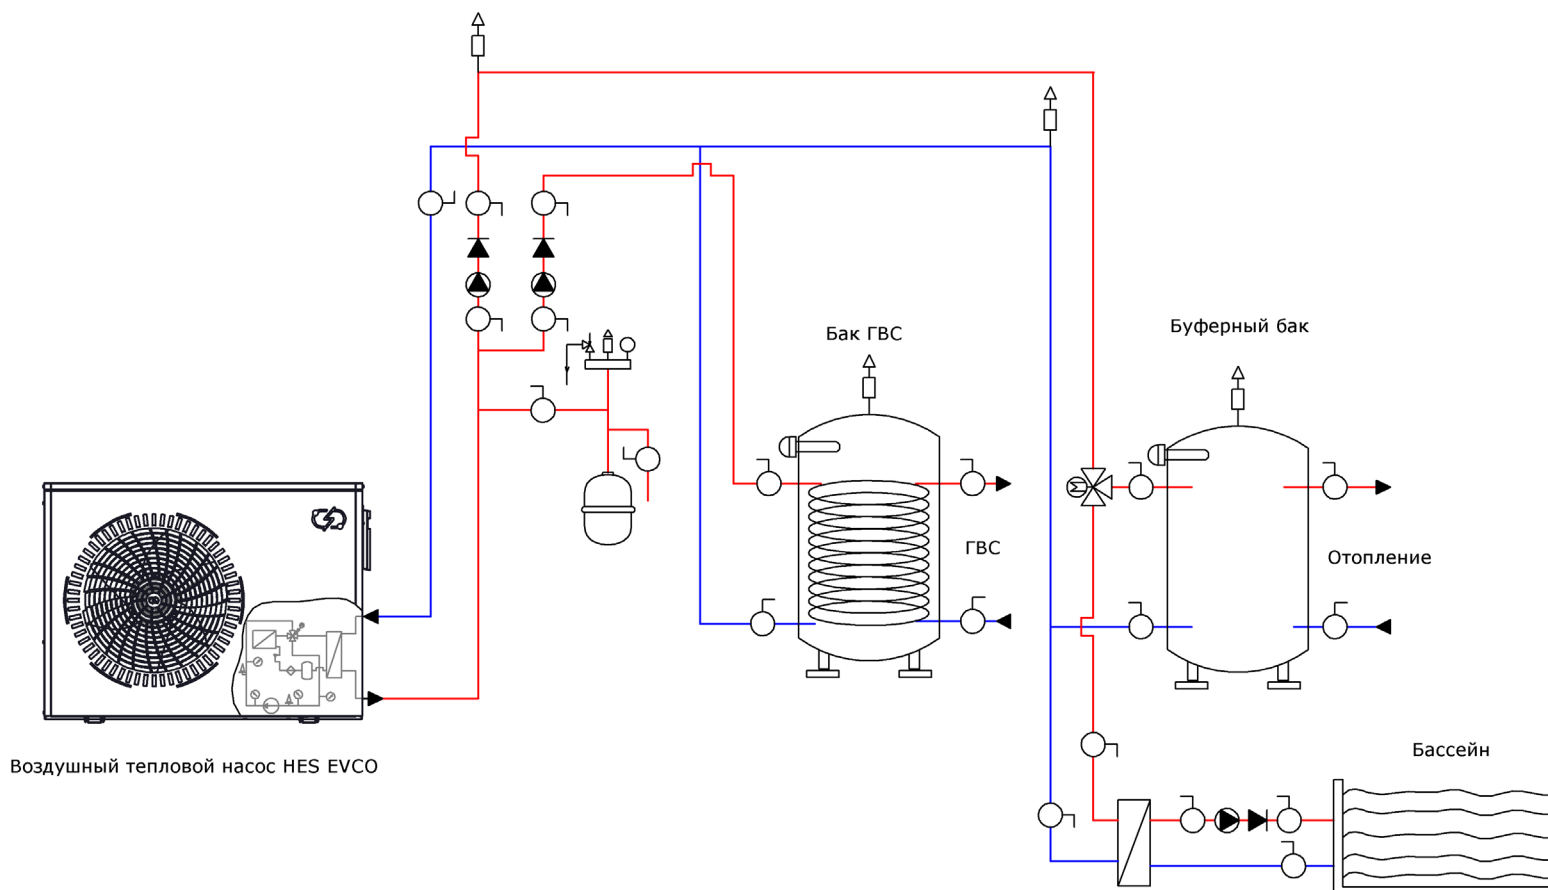 Бак ГВС
Буферный бак
ГВС
Отопление
Бассейн
Воздушный тепловой насос HES EVCO